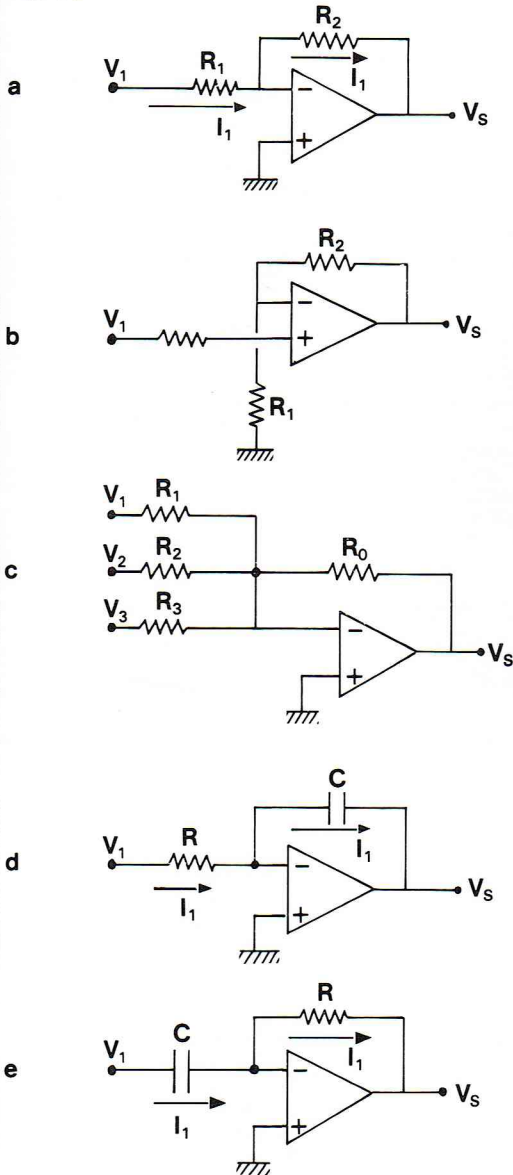 R₂
V₁ R₁ I₁
a
I₁ − + Vₛ
R₂
V₁ − + Vₛ
b
R₁
V₁ R₁
V₂ R₂ R₀
c
V₃ R₃ −
+ Vₛ
C
V₁ R I₁
d
I₁ − + Vₛ
R
V₁ C I₁
e
I₁ − + Vₛ